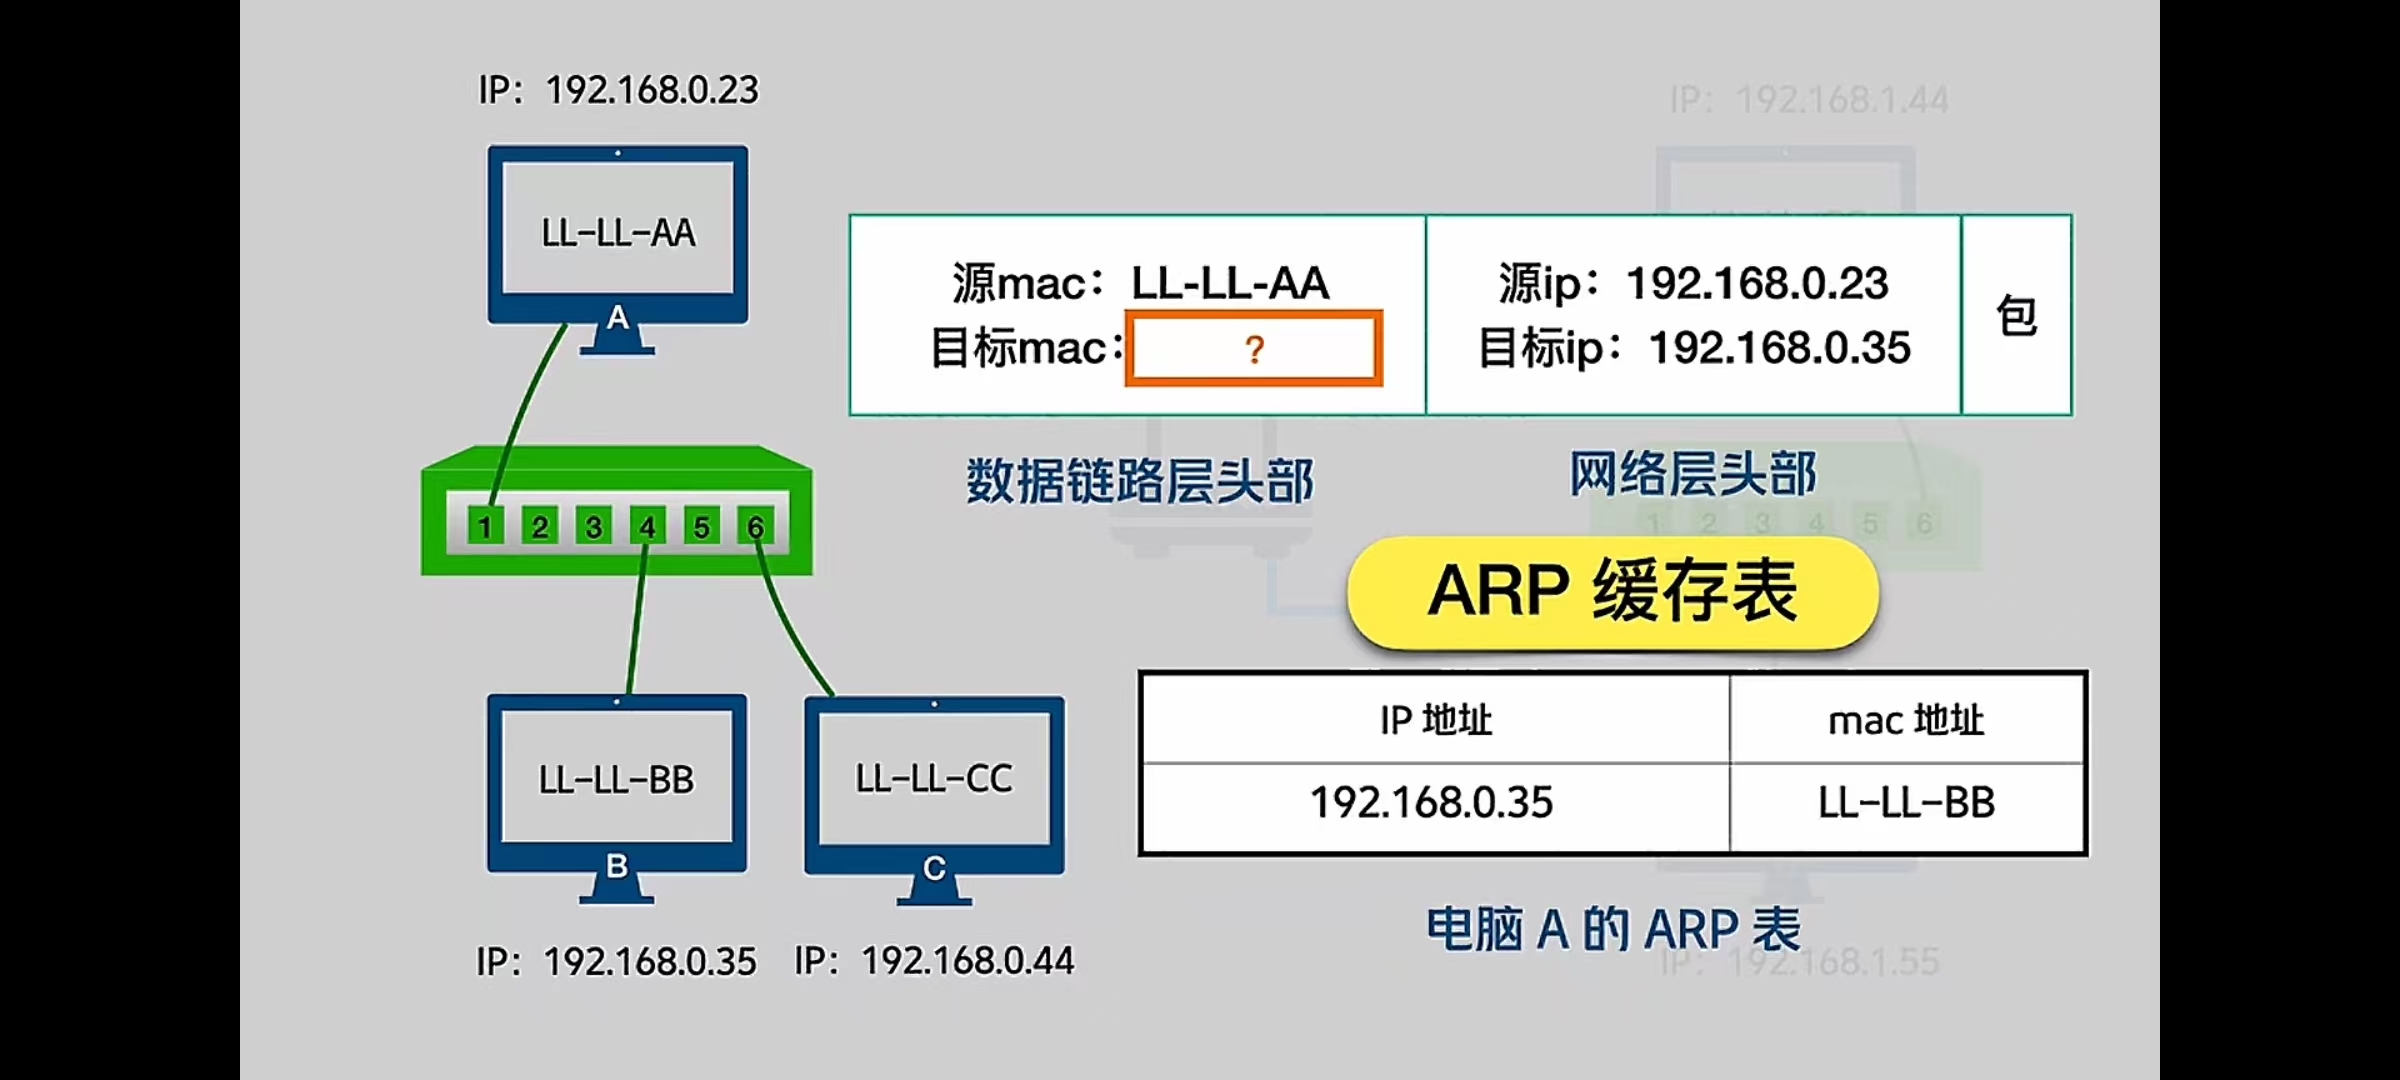 IP：192.168.0.23
IP：192.168.1.44
LL-LL-AA
A
源mac：LL-LL-AA
目标mac：?
源ip：192.168.0.23
目标ip：192.168.0.35
包
数据链路层头部
网络层头部
1 2 3 4 5 6
1 2 3 4 5 6
ARP 缓存表
IP 地址 mac 地址
192.168.0.35 LL-LL-BB
LL-LL-BB
B
LL-LL-CC
C
电脑 A 的 ARP 表
IP：192.168.0.35
IP：192.168.0.44
IP：192.168.1.55